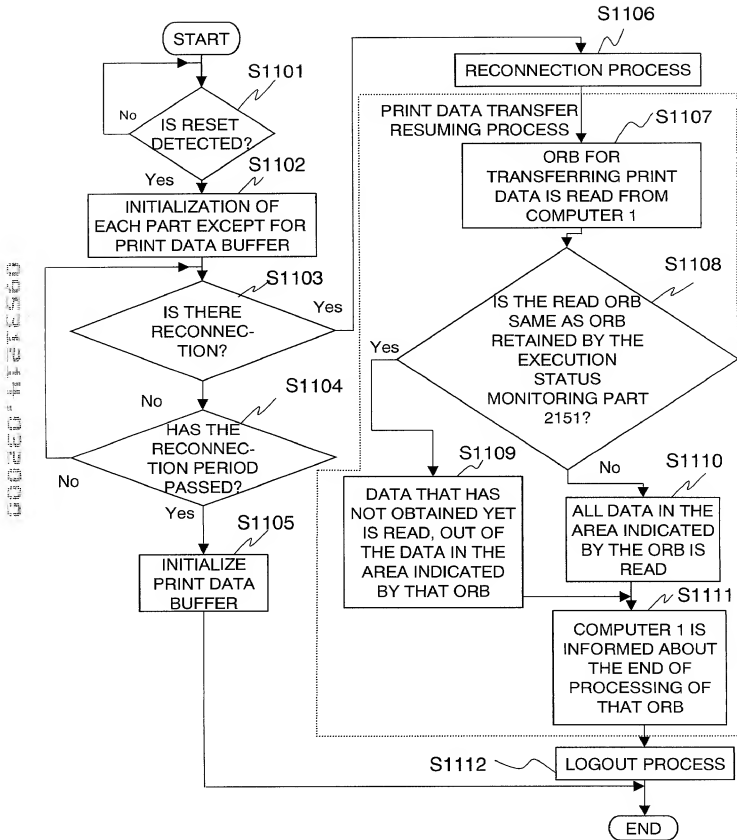 START
S1101
No
IS RESET
DETECTED?
Yes
S1102
INITIALIZATION OF
EACH PART EXCEPT FOR
PRINT DATA BUFFER
S1103
IS THERE
RECONNEC-
TION?
Yes
No
S1104
HAS THE
RECONNEC-
TION PERIOD
PASSED?
No
Yes
S1105
INITIALIZE
PRINT DATA
BUFFER
S1106
RECONNECTION PROCESS
PRINT DATA TRANSFER
RESUMING PROCESS
S1107
ORB FOR
TRANSFERRING PRINT
DATA IS READ FROM
COMPUTER 1
S1108
IS THE READ ORB
SAME AS ORB
RETAINED BY THE
EXECUTION
STATUS
MONITORING PART
2151?
Yes
No
S1109
DATA THAT HAS
NOT OBTAINED YET
IS READ, OUT OF
THE DATA IN THE
AREA INDICATED
BY THAT ORB
S1110
ALL DATA IN THE
AREA INDICATED
BY THE ORB IS
READ
S1111
COMPUTER 1 IS
INFORMED ABOUT
THE END OF
PROCESSING OF
THAT ORB
S1112
LOGOUT PROCESS
END